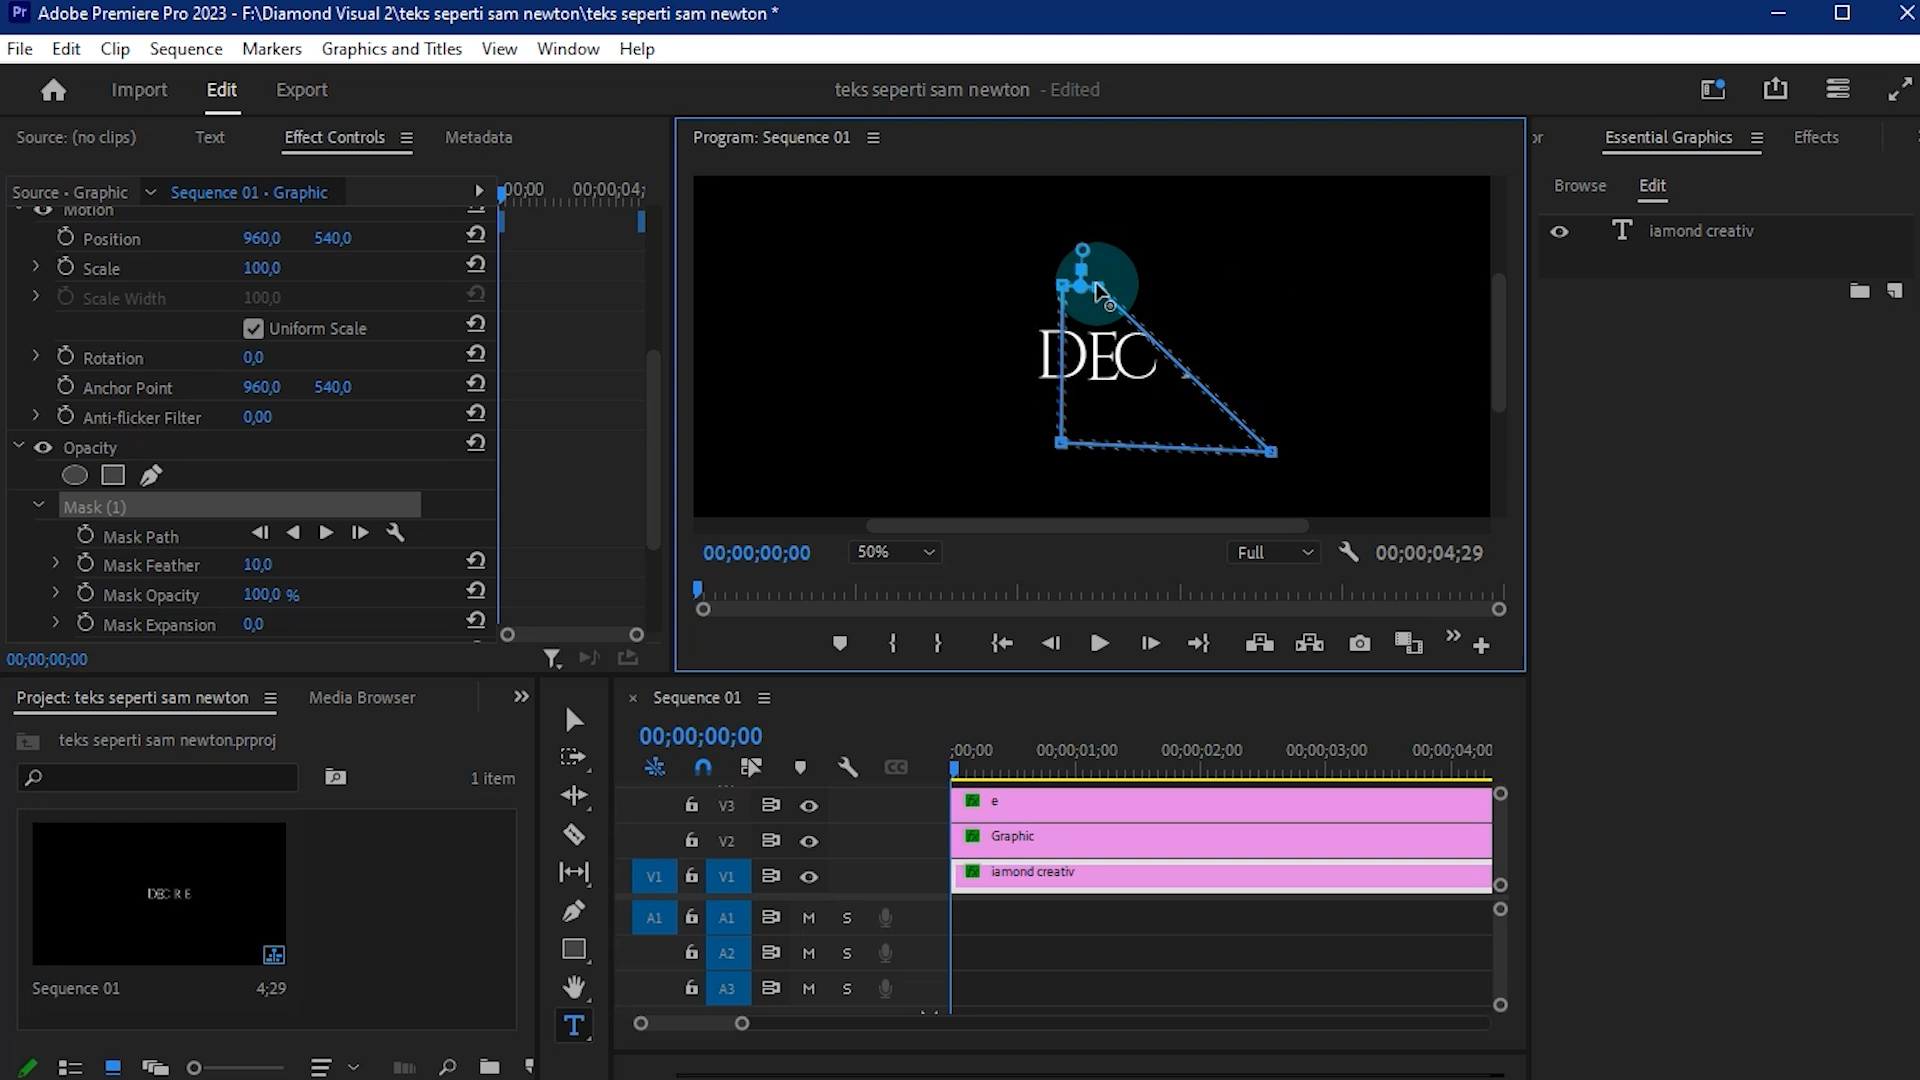 Pr Adobe Premiere Pro 2023 - F:\Diamond Visual 2\teks seperti sam newton\teks seperti sam newton *
File Edit Clip Sequence Markers Graphics and Titles View Window Help
Import Edit Export teks seperti sam newton - Edited
Source: (no clips) Text Effect Controls Metadata
Program: Sequence 01
or Essential Graphics Effects
Source • Graphic Sequence 01 • Graphic
00;00 00;00;04;
Browse Edit
Motion
Position 960,0 540,0
T iamond creativ
Scale 100,0
Scale Width 100,0
Uniform Scale
Rotation 0,0
DEC
Anchor Point 960,0 540,0
Anti-flicker Filter 0,00
Opacity
Mask (1)
Mask Path
Mask Feather 10,0
Mask Opacity 100,0 %
Mask Expansion 0,0
00;00;00;00 50% Full 00;00;04;29
00;00;00;00
Project: teks seperti sam newton Media Browser
Sequence 01
teks seperti sam newton.prproj
00;00;00;00
;00;00 00;00;01;00 00;00;02;00 00;00;03;00 00;00;04;00
CC
1 item
V3 fx e
V2 fx Graphic
V1 V1 fx iamond creativ
DEC R E
A1 A1 M S
A2 M S
A3 M S
Sequence 01 4;29
T